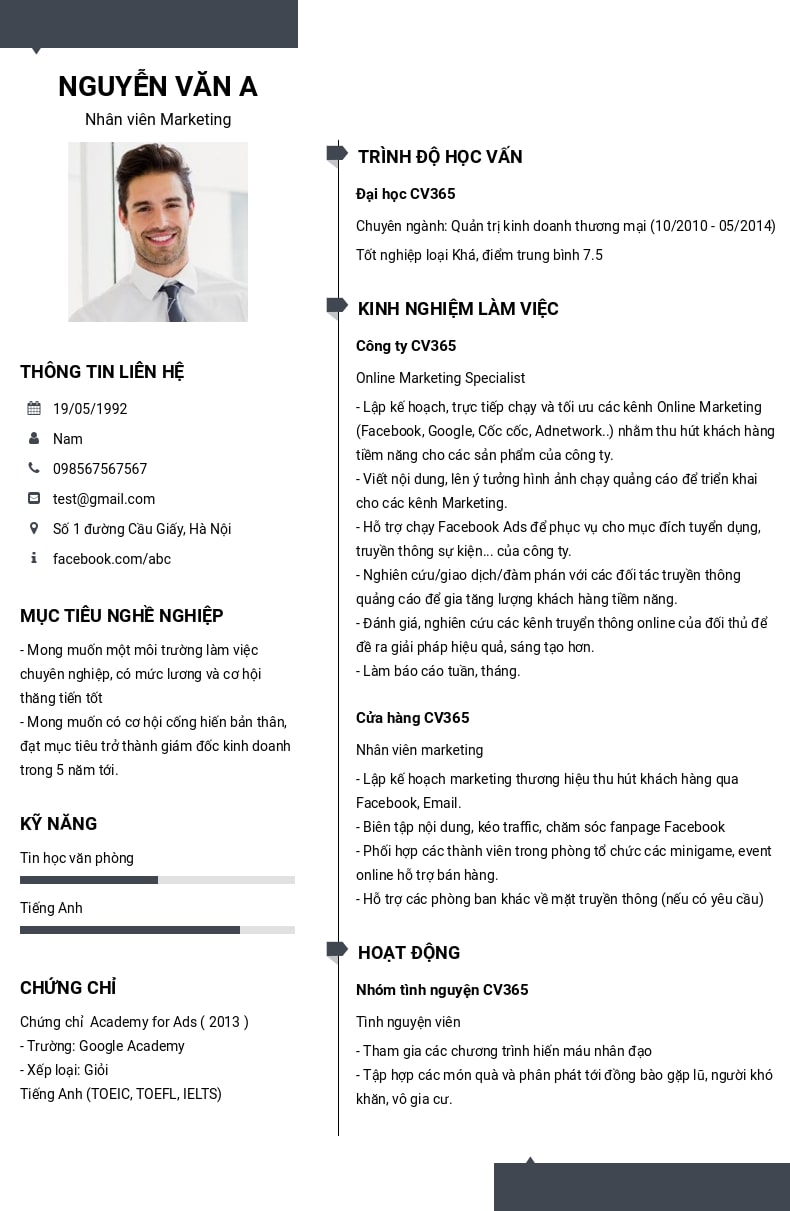 NGUYỄN VĂN A
Nhân viên Marketing
THÔNG TIN LIÊN HỆ
19/05/1992
Nam
098567567567
test@gmail.com
Số 1 đường Cầu Giấy, Hà Nội
facebook.com/abc
MỤC TIÊU NGHỀ NGHIỆP
- Mong muốn một môi trường làm việc
chuyên nghiệp, có mức lương và cơ hội
thăng tiến tốt
- Mong muốn có cơ hội cống hiến bản thân,
đạt mục tiêu trở thành giám đốc kinh doanh
trong 5 năm tới.
KỸ NĂNG
Tin học văn phòng
Tiếng Anh
CHỨNG CHỈ
Chứng chỉ  Academy for Ads ( 2013 )
- Trường: Google Academy
- Xếp loại: Giỏi
Tiếng Anh (TOEIC, TOEFL, IELTS)
TRÌNH ĐỘ HỌC VẤN
Đại học CV365
Chuyên ngành: Quản trị kinh doanh thương mại (10/2010 - 05/2014)
Tốt nghiệp loại Khá, điểm trung bình 7.5
KINH NGHIỆM LÀM VIỆC
Công ty CV365
Online Marketing Specialist
- Lập kế hoạch, trực tiếp chạy và tối ưu các kênh Online Marketing
(Facebook, Google, Cốc cốc, Adnetwork..) nhằm thu hút khách hàng
tiềm năng cho các sản phẩm của công ty.
- Viết nội dung, lên ý tưởng hình ảnh chạy quảng cáo để triển khai
cho các kênh Marketing.
- Hỗ trợ chạy Facebook Ads để phục vụ cho mục đích tuyển dụng,
truyền thông sự kiện... của công ty.
- Nghiên cứu/giao dịch/đàm phán với các đối tác truyền thông
quảng cáo để gia tăng lượng khách hàng tiềm năng.
- Đánh giá, nghiên cứu các kênh truyển thông online của đối thủ để
đề ra giải pháp hiệu quả, sáng tạo hơn.
- Làm báo cáo tuần, tháng.
Cửa hàng CV365
Nhân viên marketing
- Lập kế hoạch marketing thương hiệu thu hút khách hàng qua
Facebook, Email.
- Biên tập nội dung, kéo traffic, chăm sóc fanpage Facebook
- Phối hợp các thành viên trong phòng tổ chức các minigame, event
online hỗ trợ bán hàng.
- Hỗ trợ các phòng ban khác về mặt truyền thông (nếu có yêu cầu)
HOẠT ĐỘNG
Nhóm tình nguyện CV365
Tình nguyện viên
- Tham gia các chương trình hiến máu nhân đạo
- Tập hợp các món quà và phân phát tới đồng bào gặp lũ, người khó
khăn, vô gia cư.